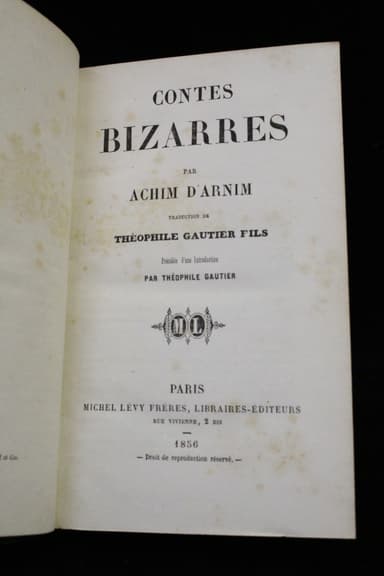 CONTES
BIZARRES
PAR
ACHIM D'ARNIM
TRADUCTION DE
THÉOPHILE GAUTIER FILS
Précédée d'une Introduction
PAR THÉOPHILE GAUTIER
ML
PARIS
MICHEL LÉVY FRÈRES, LIBRAIRES-ÉDITEURS
RUE VIVIENNE, 2 BIS
1856
— Droit de reproduction réservé. —